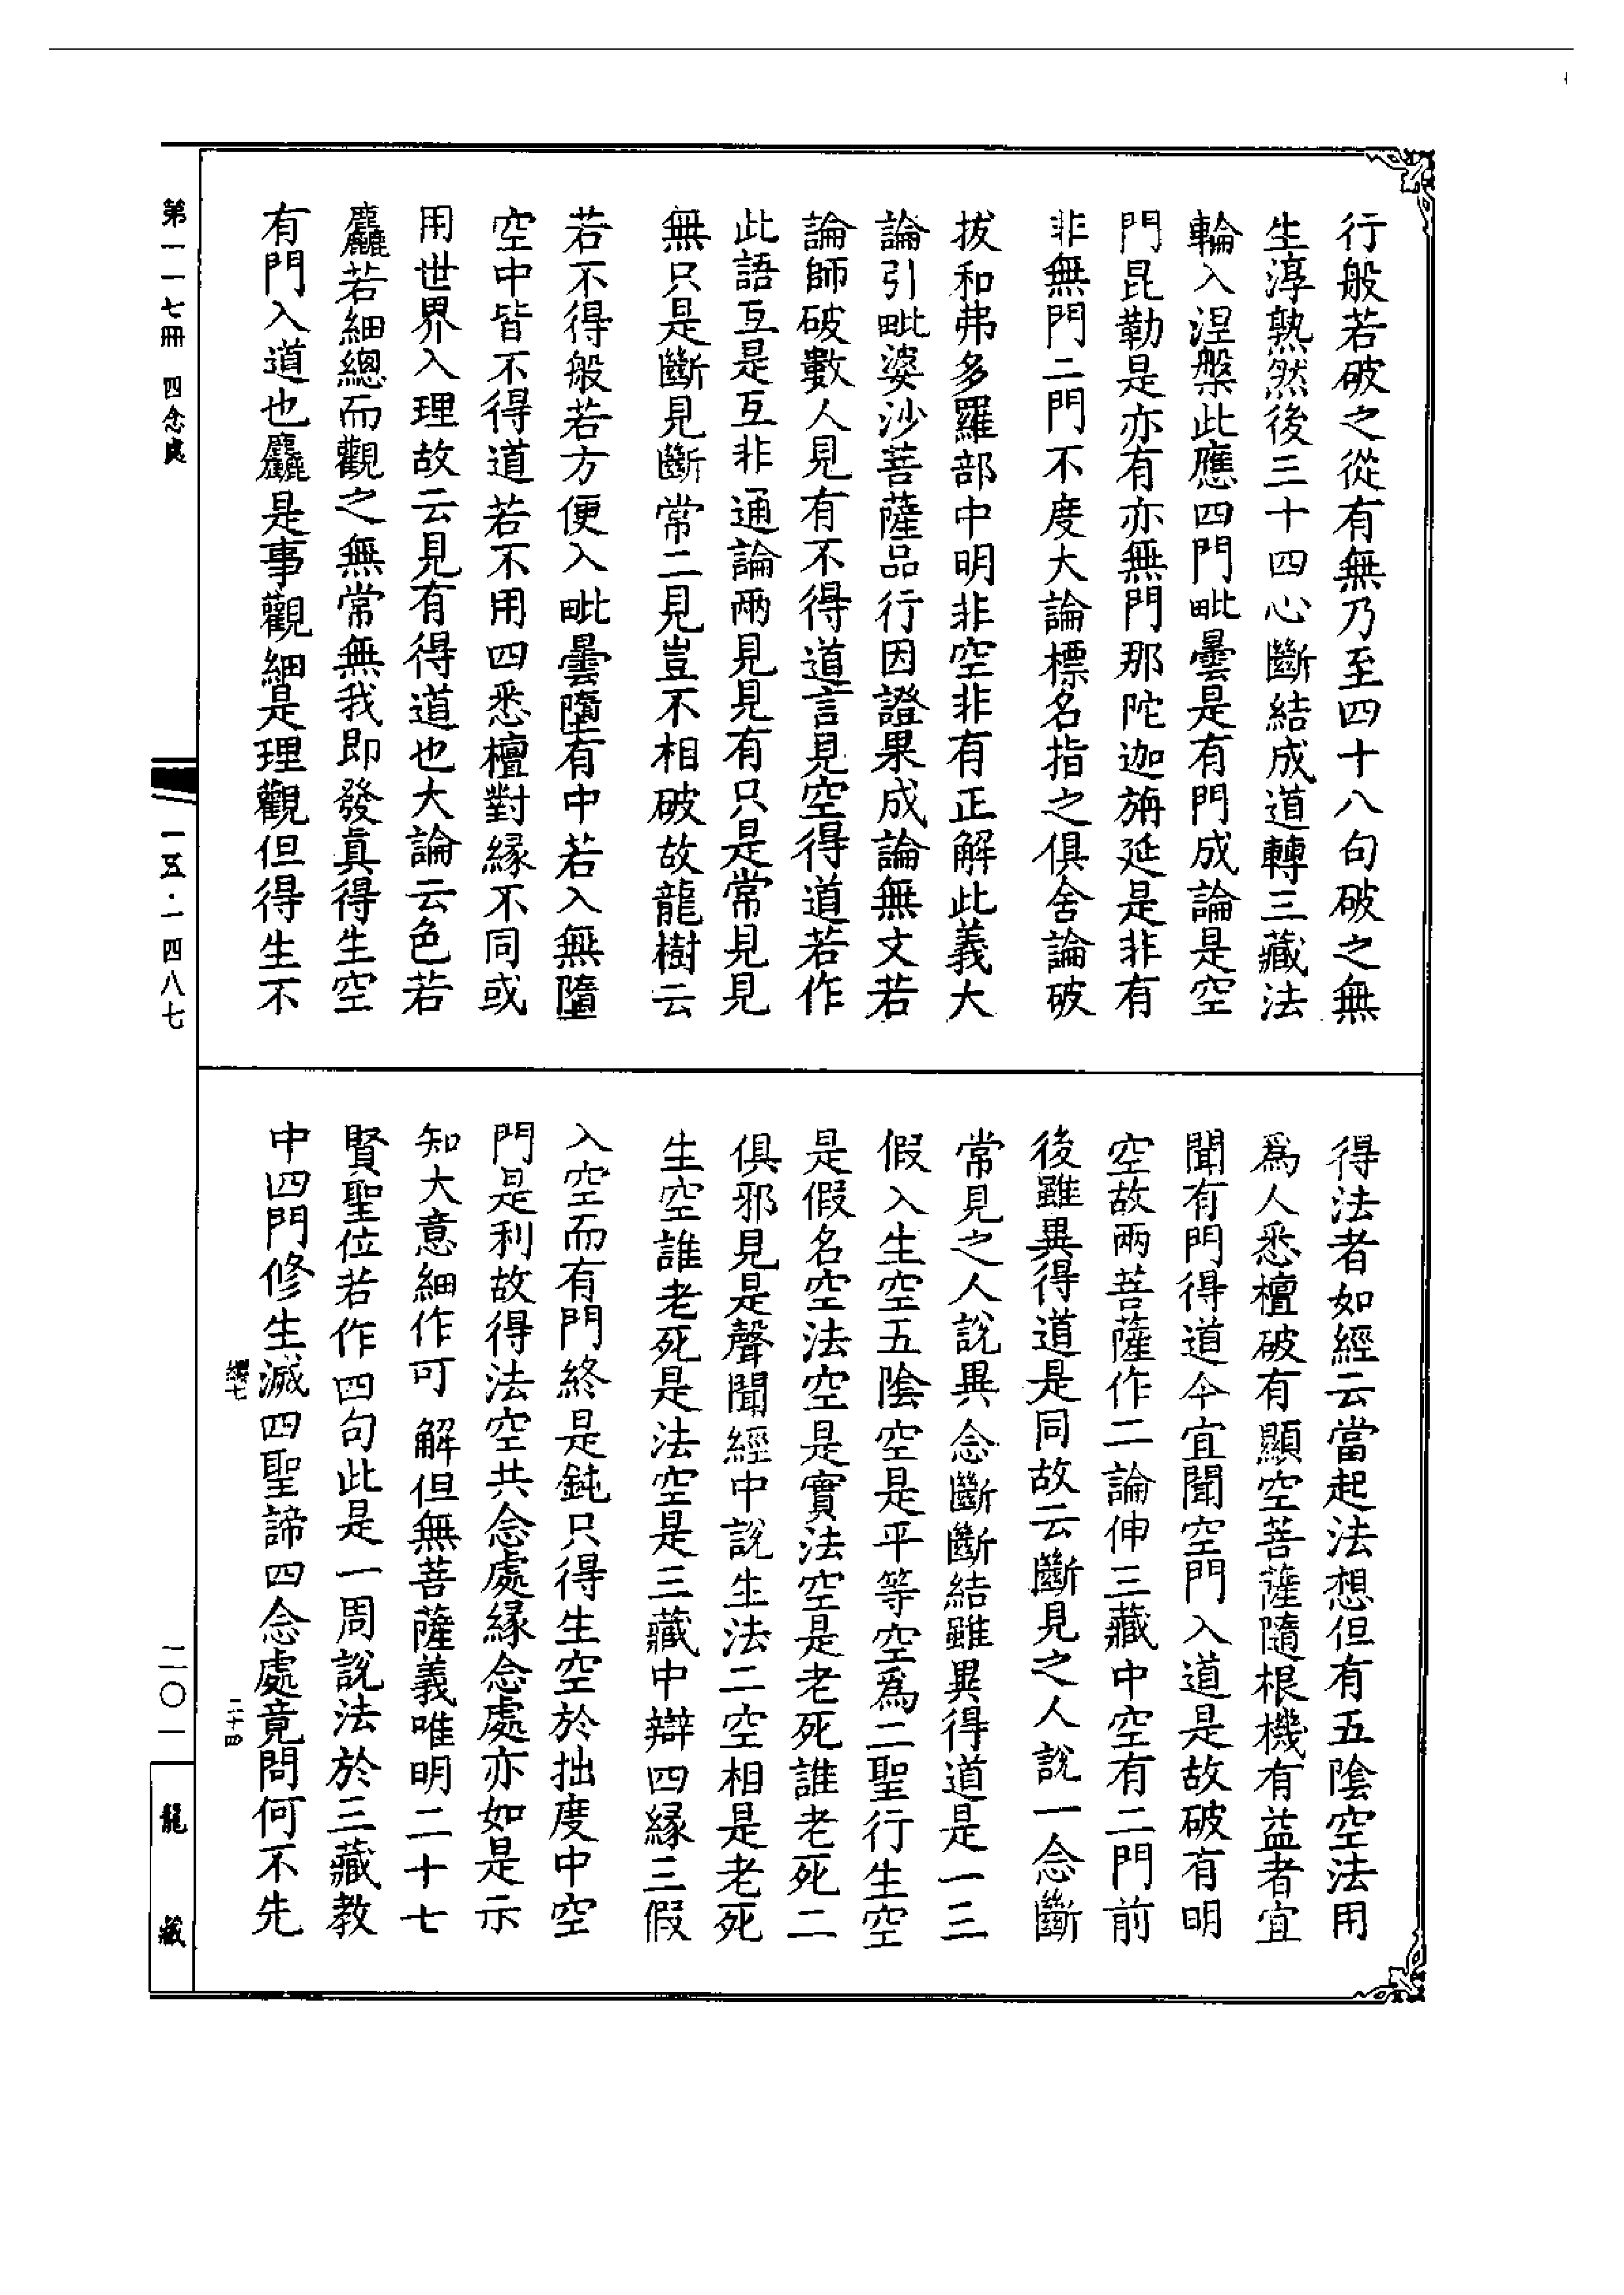 行般若破之從有無乃至四十八句破之無
生淳熟然後三十四心斷結成道轉三藏法
輪入涅槃此應四門毗曇是有門成論是空
門昆勒是亦有亦無門那陀迦旃延是非有
非無門二門不度大論標名指之俱舍論破
拔和弗多羅部中明非空非有正解此義大
論引毗婆沙菩薩品行因證果成論無文若
論師破數人見有不得道言見空得道若作
此語互是互非通論兩見見有只是常見見
無只是斷見斷常二見豈不相破故龍樹云
若不得般若方便入毗曇墮有中若入無墮
空中皆不得道若不用四悉檀對緣不同或
用世界入理故云見有得道也大論云色若
麤若細總而觀之無常無我即發真得生空
有門入道也麤是事觀細是理觀但得生不
得法者如經云當起法想但有五陰空法用
爲人悉檀破有顯空菩薩隨根機有益者宜
聞有門得道今宜聞空門入道是故破有明
空故兩菩薩作二論伸三藏中空有二門前
後雖異得道是同故云斷見之人說一念斷
常見之人說異念斷斷結雖異得道是一三
假入生空五陰空是平等空爲二聖行生空
是假名空法空是實法空是老死誰老死二
俱邪見是聲聞經中說生法二空相是老死
生空誰老死是法空是三藏中辯四緣三假
入空而有門終是鈍只得生空於拙度中空
門是利故得法空共念處緣念處亦如是示
知大意細作可解但無菩薩義唯明二十七
賢聖位若作四句此是一周說法於三藏教
中四門修生滅四聖諦四念處竟問何不先
第一一七冊 四念處
一五·一四八七
二〇一
龍藏
二十四